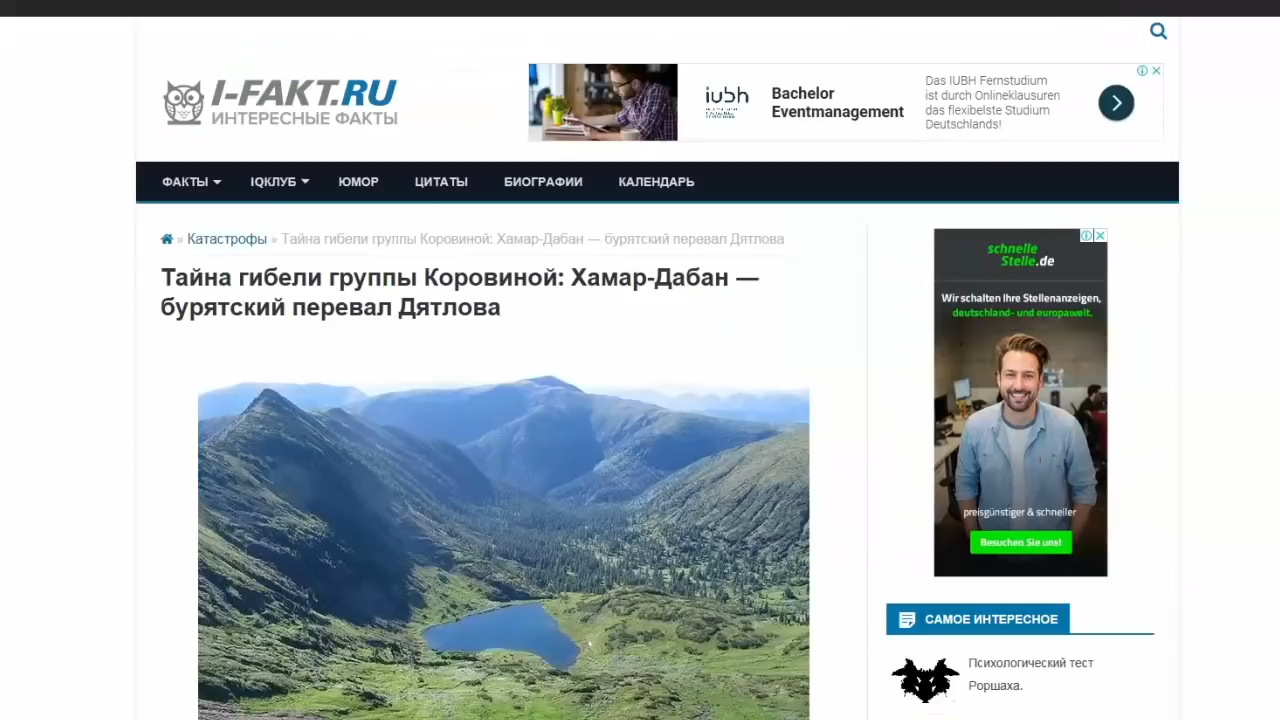 I-FAKT.RU
ИНТЕРЕСНЫЕ ФАКТЫ
iubh
Bachelor
Eventmanagement
Das IUBH Fernstudium
ist durch Onlineklausuren
das flexibelste Studium
Deutschlands!
ФАКТЫ IQКЛУБ ЮМОР ЦИТАТЫ БИОГРАФИИ КАЛЕНДАРЬ
» Катастрофы » Тайна гибели группы Коровиной: Хамар-Дабан — бурятский перевал Дятлова
Тайна гибели группы Коровиной: Хамар-Дабан —
бурятский перевал Дятлова
schnelle
Stelle.de
Wir schalten Ihre Stellenanzeigen,
deutschland- und europaweit.
preisgünstiger & schneller
Besuchen Sie uns!
САМОЕ ИНТЕРЕСНОЕ
Психологический тест
Роршаха.